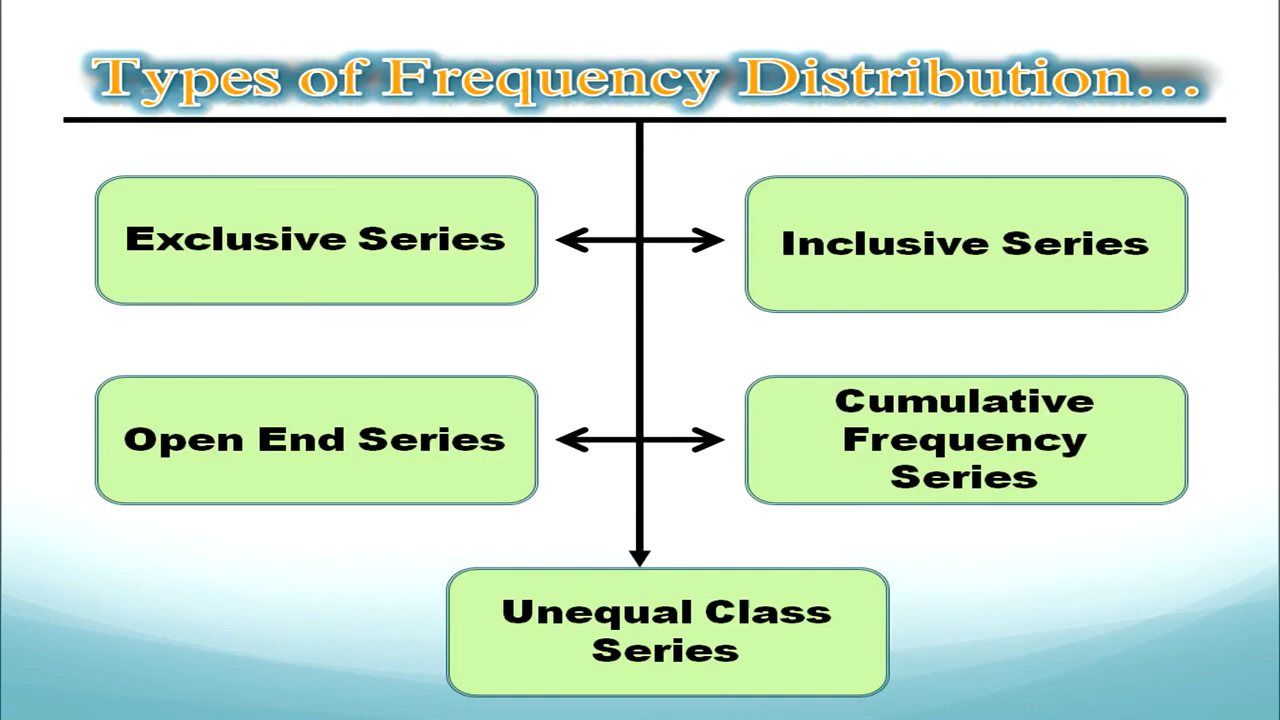 Types of Frequency Distribution...
Exclusive Series
Inclusive Series
Open End Series
Cumulative
Frequency
Series
Unequal Class
Series